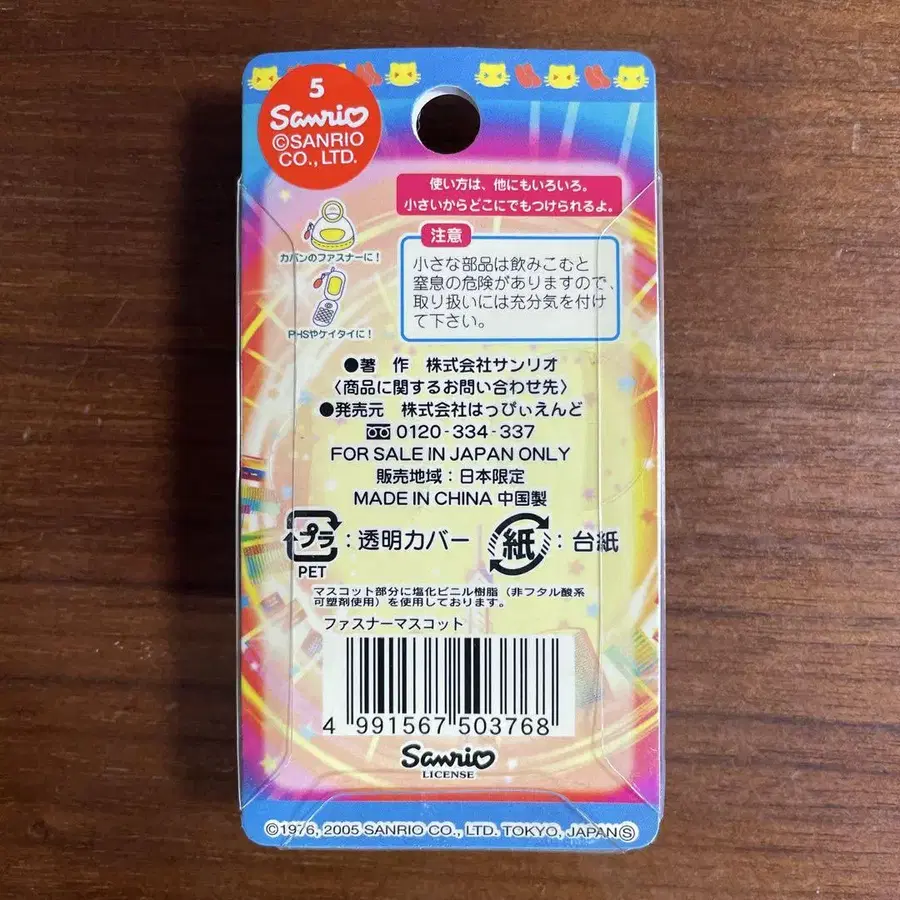 5
Sanrio
©SANRIO
CO., LTD.
使い方は、他にもいろいろ。
小さいからどこにでもつけられるよ。
カバンのファスナーに!
PHSやケイタイに!
注意
小さな部品は飲みこむと
窒息の危険がありますので、
取り扱いには充分気を付け
て下さい。
●著 作 株式会社サンリオ
〈商品に関するお問い合わせ先〉
●発売元 株式会社はっぴぃえんど
0120-334-337
FOR SALE IN JAPAN ONLY
販売地域：日本限定
MADE IN CHINA 中国製
プラ：透明カバー 紙：台紙
PET
マスコット部分に塩化ビニル樹脂（非フタル酸系
可塑剤使用）を使用しております。
ファスナーマスコット
4 991567 503768
Sanrio
LICENSE
©1976, 2005 SANRIO CO., LTD. TOKYO, JAPAN Ⓢ